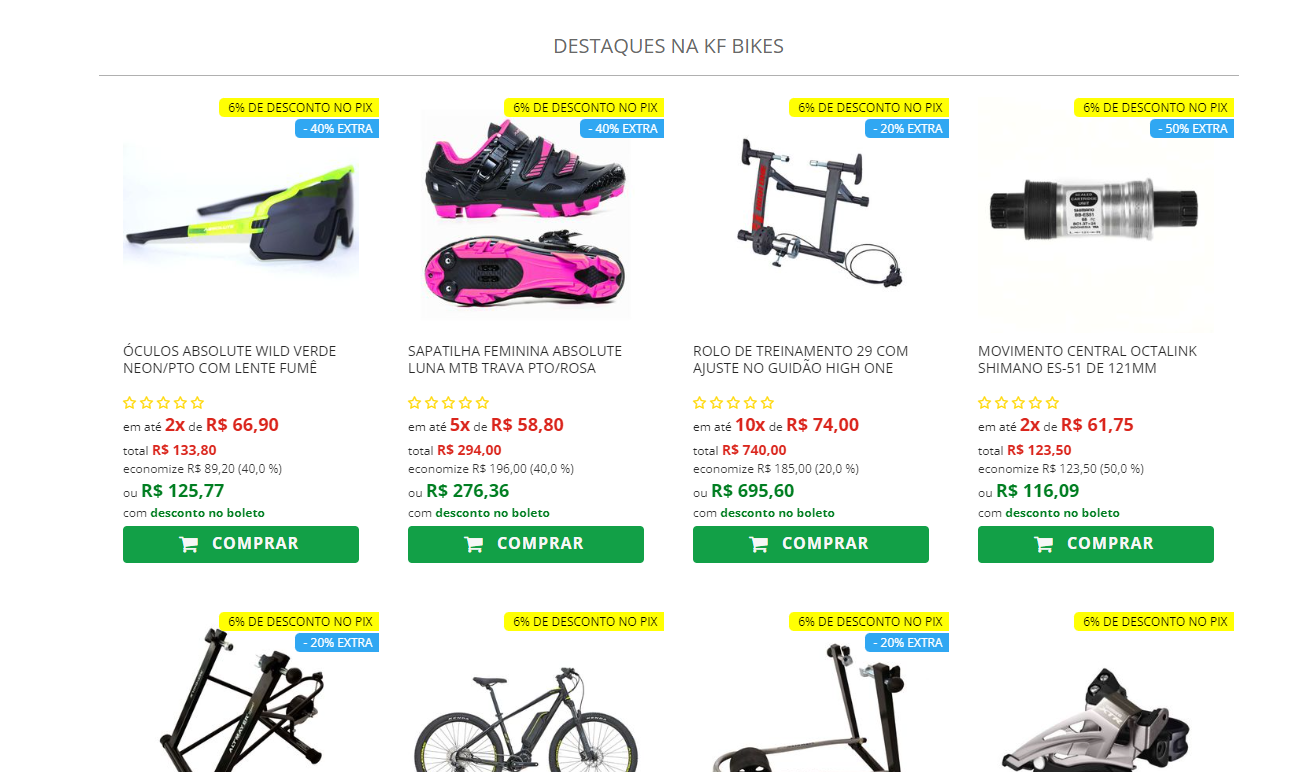 DESTAQUES NA KF BIKES
6% DE DESCONTO NO PIX
- 40% EXTRA
ÓCULOS ABSOLUTE WILD VERDE
NEON/PTO COM LENTE FUMÊ
em até 2x de R$ 66,90
total R$ 133,80
economize R$ 89,20 (40,0 %)
ou R$ 125,77
com desconto no boleto
COMPRAR
6% DE DESCONTO NO PIX
- 40% EXTRA
SAPATILHA FEMININA ABSOLUTE
LUNA MTB TRAVA PTO/ROSA
em até 5x de R$ 58,80
total R$ 294,00
economize R$ 196,00 (40,0 %)
ou R$ 276,36
com desconto no boleto
COMPRAR
6% DE DESCONTO NO PIX
- 20% EXTRA
ROLO DE TREINAMENTO 29 COM
AJUSTE NO GUIDÃO HIGH ONE
em até 10x de R$ 74,00
total R$ 740,00
economize R$ 185,00 (20,0 %)
ou R$ 695,60
com desconto no boleto
COMPRAR
6% DE DESCONTO NO PIX
- 50% EXTRA
SHIMANO
BB-ES51
MOVIMENTO CENTRAL OCTALINK
SHIMANO ES-51 DE 121MM
em até 2x de R$ 61,75
total R$ 123,50
economize R$ 123,50 (50,0 %)
ou R$ 116,09
com desconto no boleto
COMPRAR
6% DE DESCONTO NO PIX
- 20% EXTRA
ALTMAYER
6% DE DESCONTO NO PIX
6% DE DESCONTO NO PIX
- 20% EXTRA
6% DE DESCONTO NO PIX
XTR